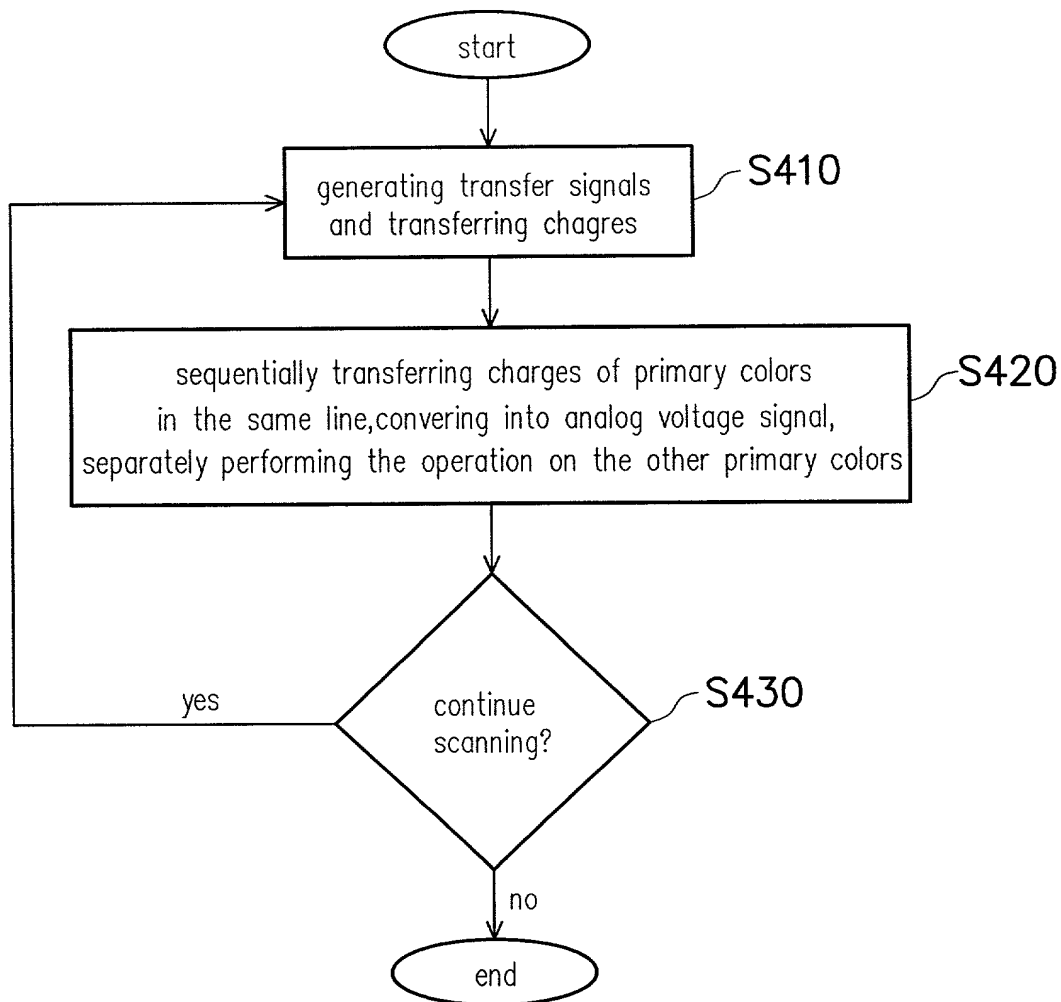 start
generating transfer signals
and transferring chagres
S410
sequentially transferring charges of primary colors
in the same line,convering into analog voltage signal,
separately performing the operation on the other primary colors
S420
continue
scanning?
S430
yes
no
end